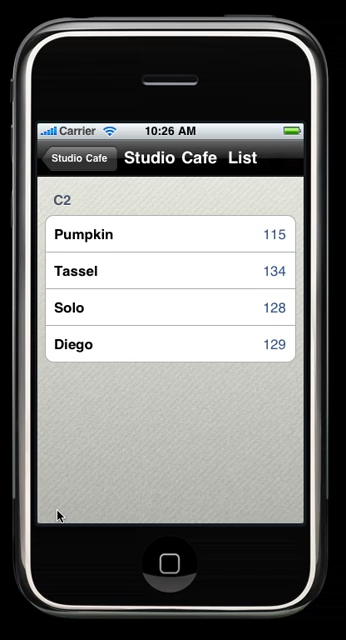 Carrier 10:26 AM
Studio Cafe Studio Cafe List
C2
Pumpkin 115
Tassel 134
Solo 128
Diego 129